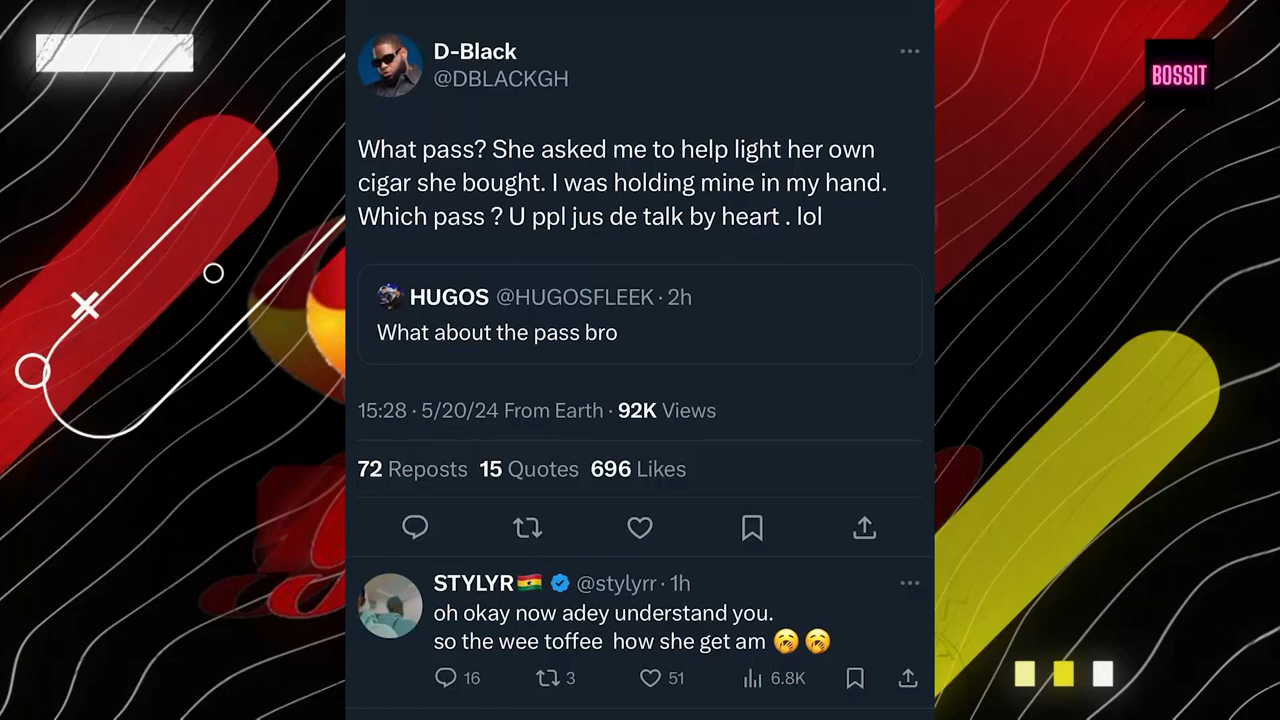 BOSSIT
D-Black
@DBLACKGH
What pass? She asked me to help light her own
cigar she bought. I was holding mine in my hand.
Which pass ? U ppl jus de talk by heart . lol
HUGOS @HUGOSFLEEK · 2h
What about the pass bro
15:28 · 5/20/24 From Earth · 92K Views
72 Reposts 15 Quotes 696 Likes
STYLYR🇬🇭 @stylyrr · 1h
oh okay now adey understand you.
so the wee toffee how she get am 🥱🥱
16 3 51 6.8K